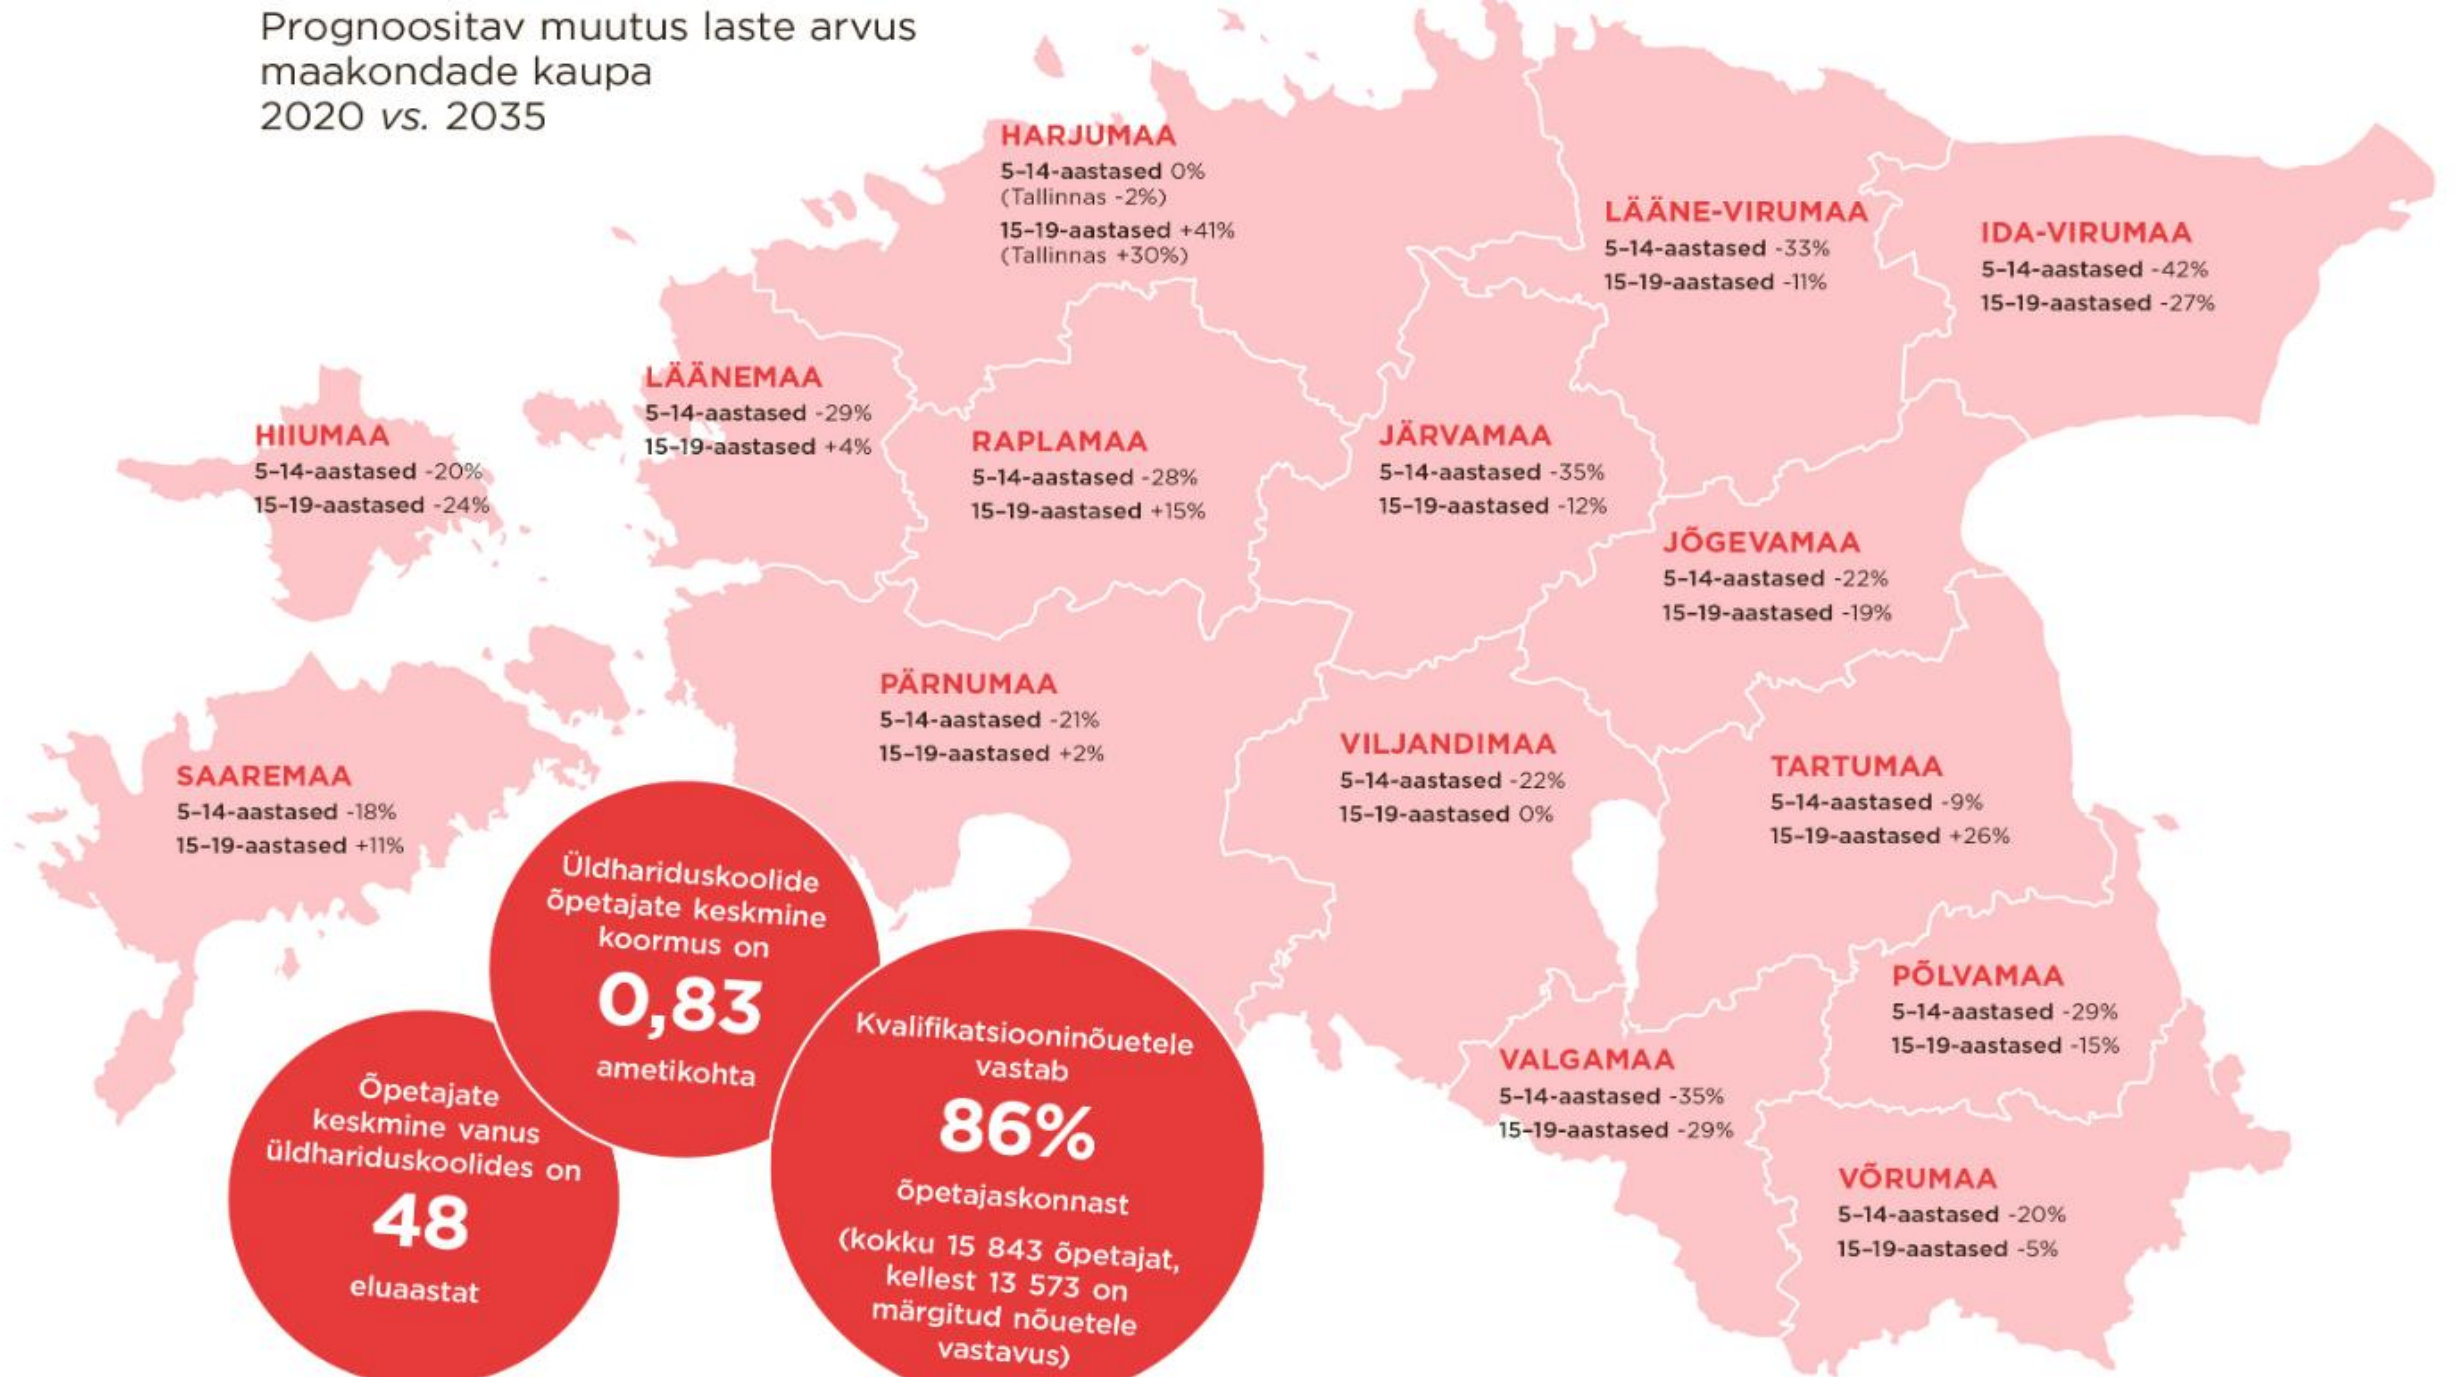 Prognoositav muutus laste arvus
maakondade kaupa
2020 vs. 2035
HARJUMAA
5-14-aastased 0%
(Tallinnas -2%)
15-19-aastased +41%
(Tallinnas +30%)
LÄÄNE-VIRUMAA
5-14-aastased -33%
15-19-aastased -11%
IDA-VIRUMAA
5-14-aastased -42%
15-19-aastased -27%
LÄÄNEMAA
5-14-aastased -29%
15-19-aastased +4%
HIIUMAA
5-14-aastased -20%
15-19-aastased -24%
RAPLAMAA
5-14-aastased -28%
15-19-aastased +15%
JÄRVAMAA
5-14-aastased -35%
15-19-aastased -12%
JÕGEVAMAA
5-14-aastased -22%
15-19-aastased -19%
PÄRNUMAA
5-14-aastased -21%
15-19-aastased +2%
VILJANDIMAA
5-14-aastased -22%
15-19-aastased 0%
TARTUMAA
5-14-aastased -9%
15-19-aastased +26%
SAAREMAA
5-14-aastased -18%
15-19-aastased +11%
PÕLVAMAA
5-14-aastased -29%
15-19-aastased -15%
VALGAMAA
5-14-aastased -35%
15-19-aastased -29%
VÕRUMAA
5-14-aastased -20%
15-19-aastased -5%
Üldhariduskoolide
õpetajate keskmine
koormus on
0,83
ametikohta
Õpetajate
keskmine vanus
üldhariduskoolides on
48
eluaastat
Kvalifikatsiooninõuetele
vastab
86%
õpetajaskonnast
(kokku 15 843 õpetajat,
kellest 13 573 on
märgitud nõuetele
vastavus)